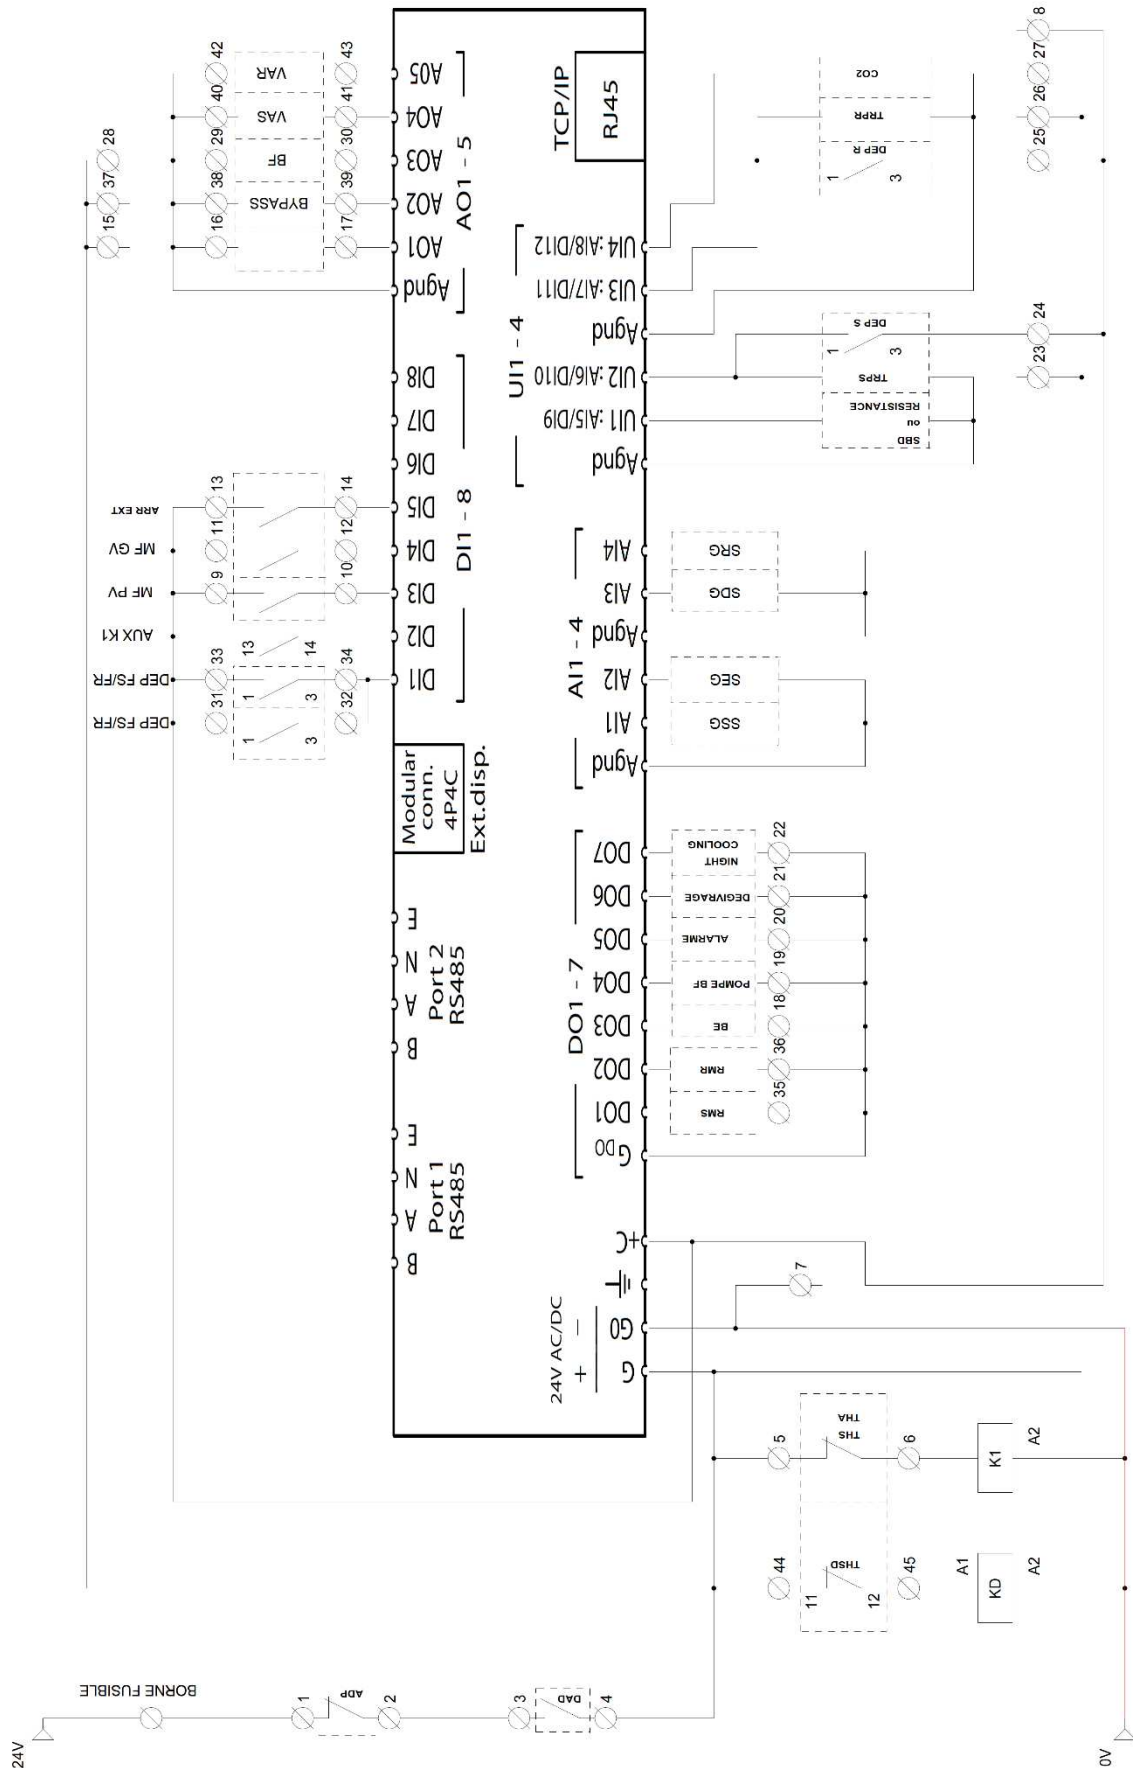 24V
BORNE FUSIBLE
1
ADP
2
3
DAD
4
0V
44
11
THSD
12
45
A1
KD
A2
5
THS
THA
6
K1
A2
7
24V AC/DC
+
-
G
G0
+C
B
A
N
E
Port 1
RS485
B
A
N
E
Port 2
RS485
Modular
conn.
4P4C
Ext.disp.
G DO
DO1
DO2
DO3
DO4
DO5
DO6
DO7
DO1 - 7
RMS
RMR
BE
POMPE BF
ALARME
DEGIVRAGE
NIGHT
COOLING
35
36
18
19
20
21
22
DEP FS/FR
DEP FS/FR
AUX K1
MF PV
MF GV
ARR EXT
31
33
9
11
13
1
3
1
3
13
14
32
34
10
12
14
DI1
DI2
DI3
DI4
DI5
DI6
DI7
DI8
DI1 - 8
Agnd
AI1
AI2
Agnd
AI3
AI4
AI1 - 4
SSG
SEG
SDG
SRG
Agnd
UI1:AI5/DI9
UI2:AI6/DI10
Agnd
UI3:AI7/DI11
UI4:AI8/DI12
UI1 - 4
SBD
ou
RESISTANCE
TRPS
1
3
DEP S
23
24
1
3
DEP R
TRPR
CO2
25
26
27
8
15
37
28
16
38
29
40
42
BYPASS
BF
VAS
VAR
17
39
30
41
43
Agnd
AO1
AO2
AO3
AO4
AO5
AO1 - 5
TCP/IP
RJ45